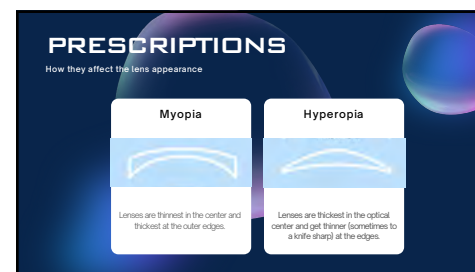 PRESCRIPTIONS
How they affect the lens appearance
Myopia
Lenses are thinnest in the center and
thickest at the outer edges.
Hyperopia
Lenses are thickest in the optical
center and get thinner (sometimes to
a knife sharp) at the edges.